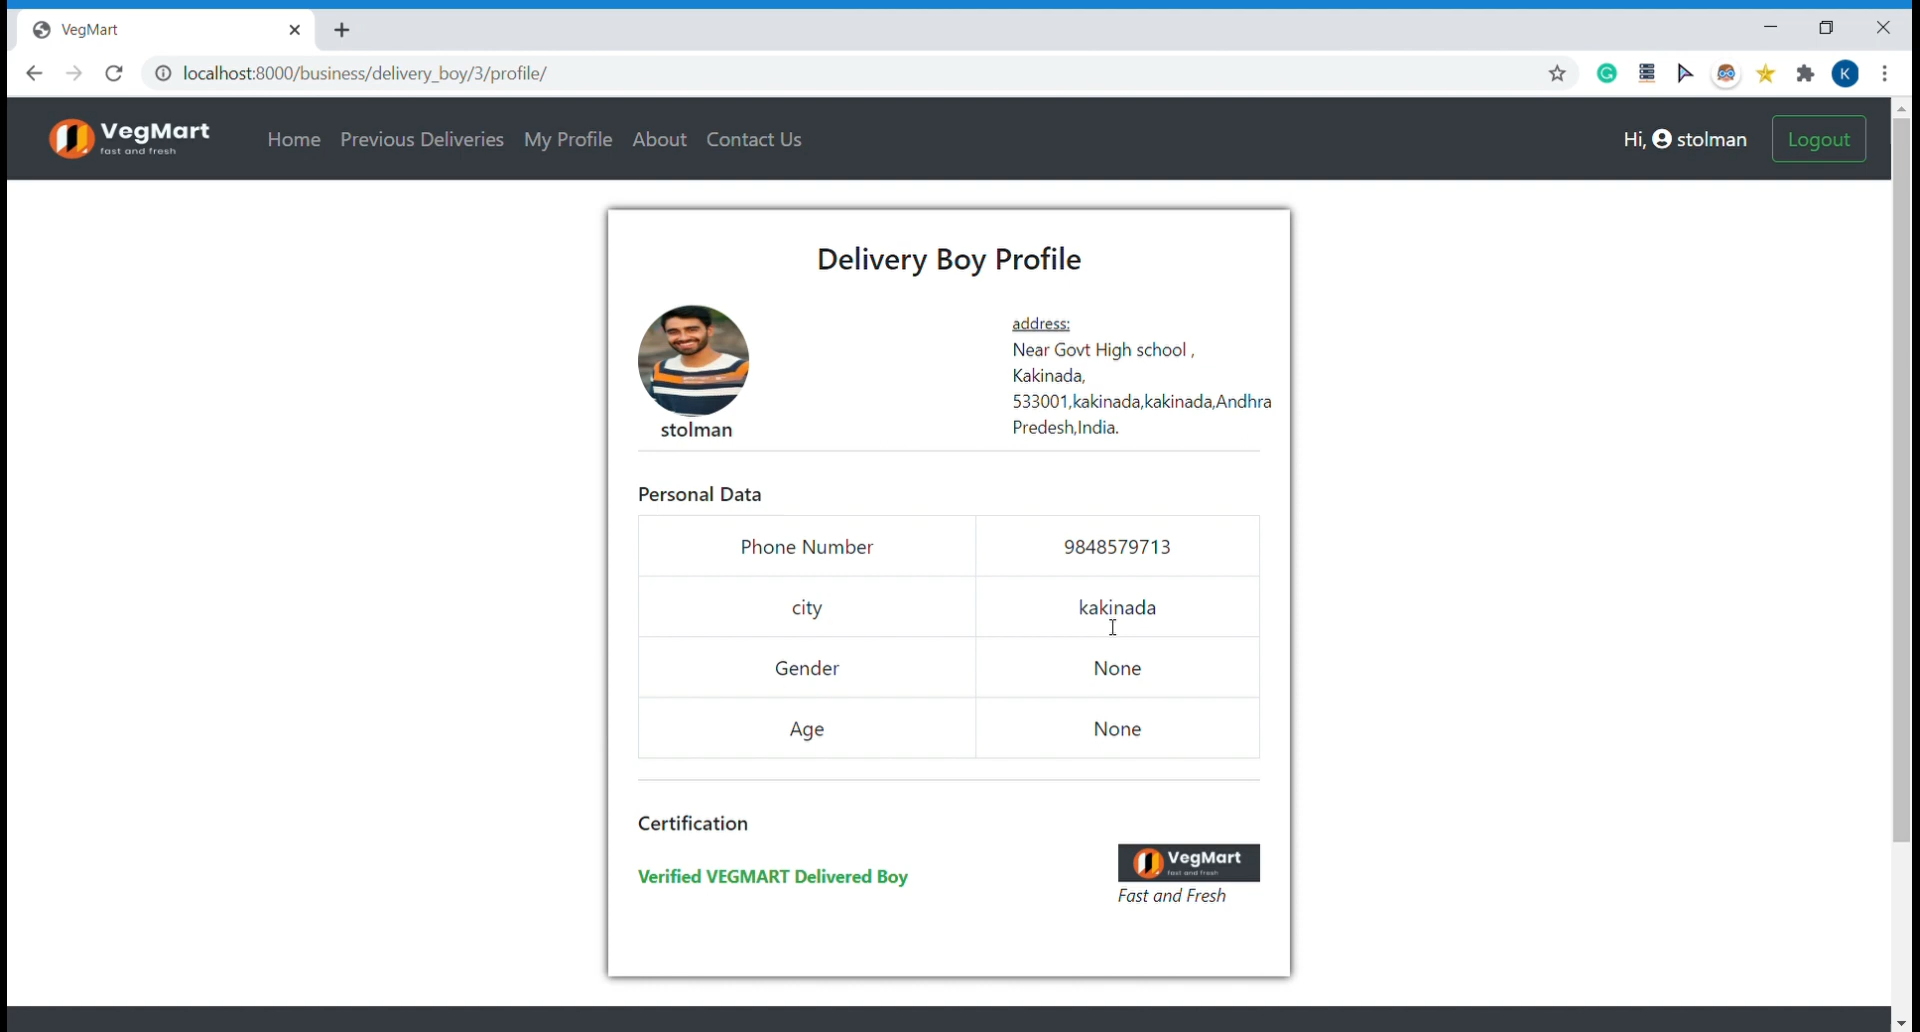 VegMart
localhost:8000/business/delivery_boy/3/profile/
K
VegMart
fast and fresh
Home Previous Deliveries My Profile About Contact Us
Hi, stolman Logout
Delivery Boy Profile
stolman
address:
Near Govt High school ,
Kakinada,
533001,kakinada,kakinada,Andhra
Predesh,India.
Personal Data
Phone Number 9848579713
city kakinada
Gender None
Age None
Certification
Verified VEGMART Delivered Boy
VegMart
fast and fresh
Fast and Fresh